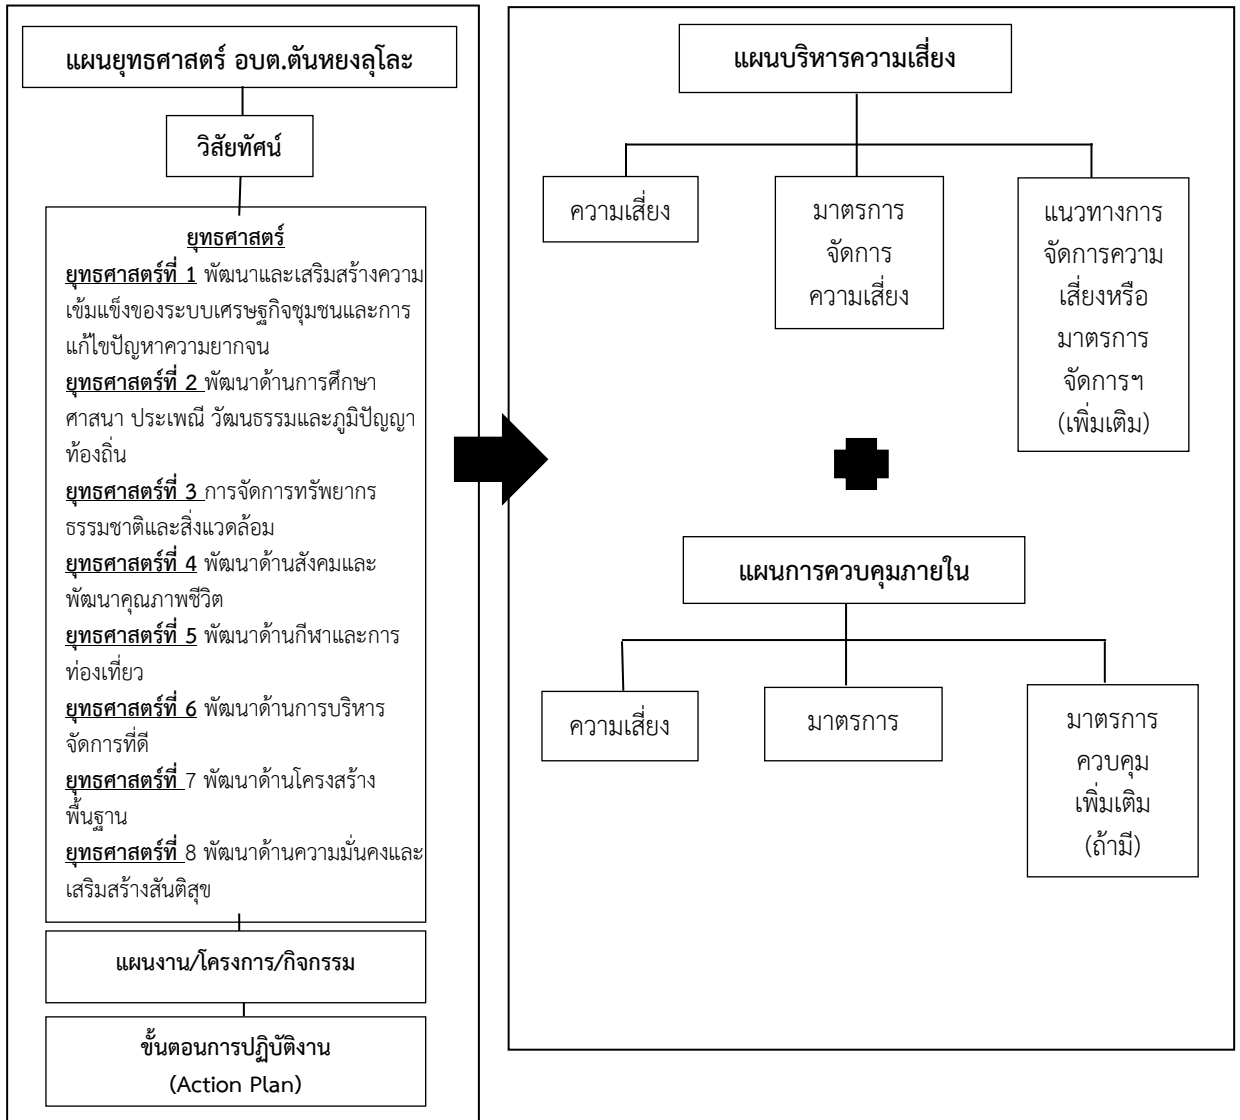 แผนยุทธศาสตร์ อบต.ตันหยงลุโละ
วิสัยทัศน์
ยุทธศาสตร์
ยุทธศาสตร์ที่ 1 พัฒนาและเสริมสร้างความ
เข้มแข็งของระบบเศรษฐกิจชุมชนและการ
แก้ไขปัญหาความยากจน
ยุทธศาสตร์ที่ 2 พัฒนาด้านการศึกษา
ศาสนา ประเพณี วัฒนธรรมและภูมิปัญญา
ท้องถิ่น
ยุทธศาสตร์ที่ 3 การจัดการทรัพยากร
ธรรมชาติและสิ่งแวดล้อม
ยุทธศาสตร์ที่ 4 พัฒนาด้านสังคมและ
พัฒนาคุณภาพชีวิต
ยุทธศาสตร์ที่ 5 พัฒนาด้านกีฬาและการ
ท่องเที่ยว
ยุทธศาสตร์ที่ 6 พัฒนาด้านการบริหาร
จัดการที่ดี
ยุทธศาสตร์ที่ 7 พัฒนาด้านโครงสร้าง
พื้นฐาน
ยุทธศาสตร์ที่ 8 พัฒนาด้านความมั่นคงและ
เสริมสร้างสันติสุข
แผนงาน/โครงการ/กิจกรรม
ขั้นตอนการปฏิบัติงาน
(Action Plan)
แผนบริหารความเสี่ยง
ความเสี่ยง
มาตรการ
จัดการ
ความเสี่ยง
แนวทางการ
จัดการความ
เสี่ยงหรือ
มาตรการ
จัดการฯ
(เพิ่มเติม)
แผนการควบคุมภายใน
ความเสี่ยง
มาตรการ
มาตรการ
ควบคุม
เพิ่มเติม
(ถ้ามี)